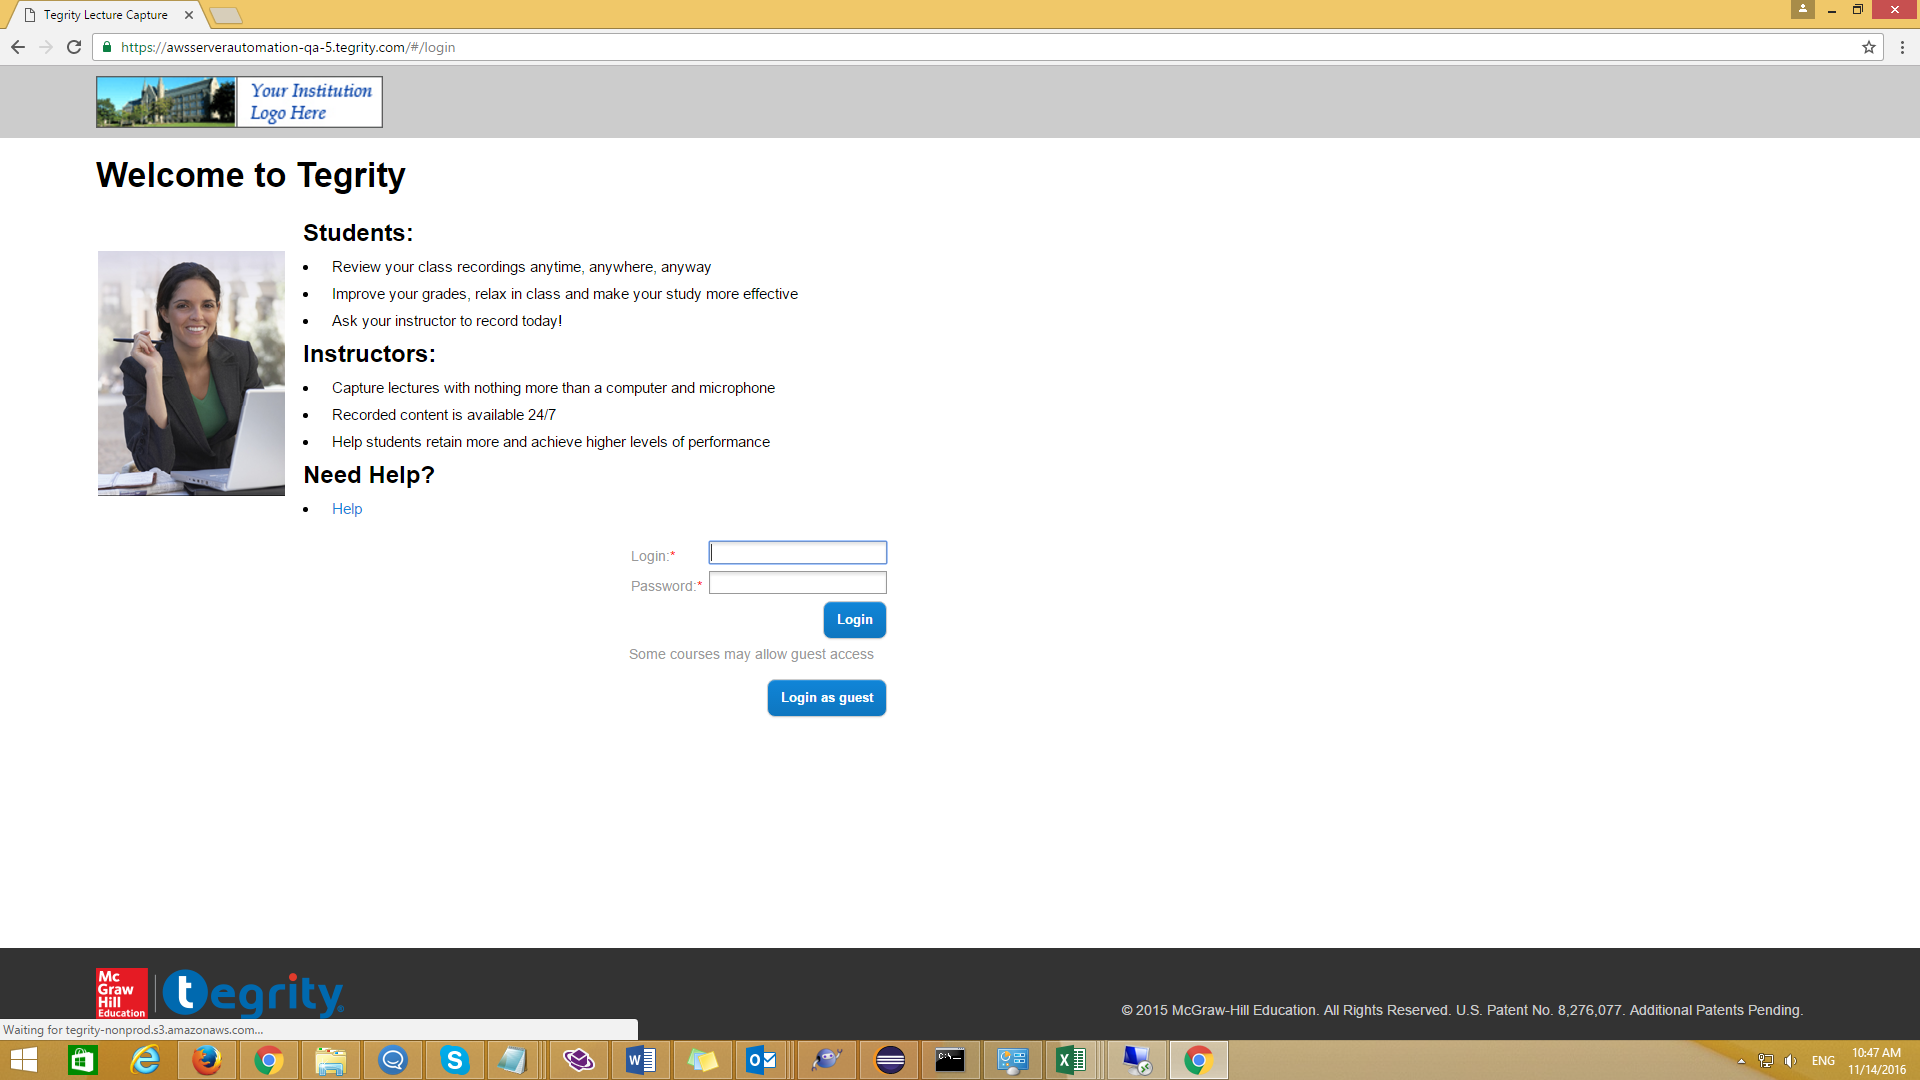 Tegrity Lecture Capture
https://awsserverautomation-qa-5.tegrity.com/#/login
Your Institution
Logo Here
Welcome to Tegrity
Students:
Review your class recordings anytime, anywhere, anyway
Improve your grades, relax in class and make your study more effective
Ask your instructor to record today!
Instructors:
Capture lectures with nothing more than a computer and microphone
Recorded content is available 24/7
Help students retain more and achieve higher levels of performance
Need Help?
Help
Login:*
Password:*
Login
Some courses may allow guest access
Login as guest
Mc
Graw
Hill
Education
tegrity
© 2015 McGraw-Hill Education. All Rights Reserved. U.S. Patent No. 8,276,077. Additional Patents Pending.
Waiting for tegrity-nonprod.s3.amazonaws.com...
ENG
10:47 AM
11/14/2016